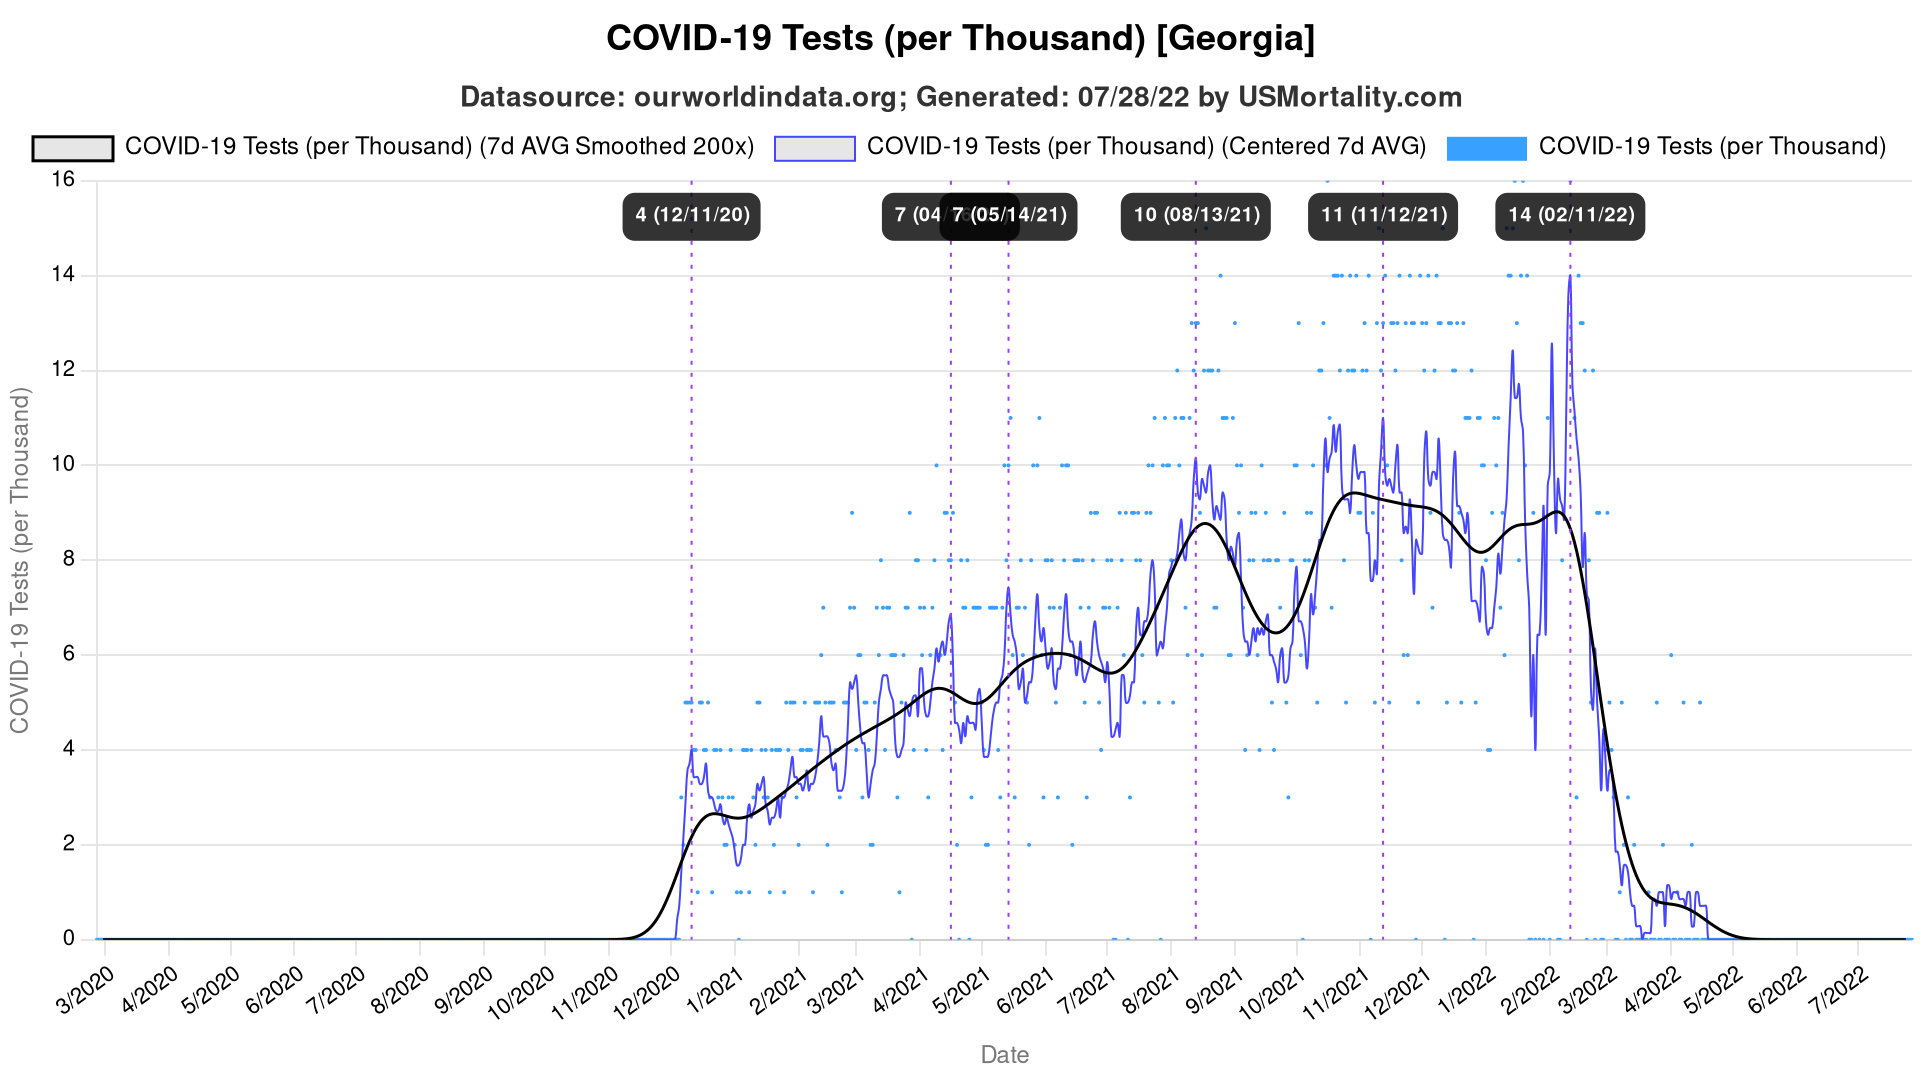 COVID-19 Tests (per Thousand) [Georgia]
Datasource: ourworldindata.org; Generated: 07/28/22 by USMortality.com
COVID-19 Tests (per Thousand) (7d AVG Smoothed 200x) COVID-19 Tests (per Thousand) (Centered 7d AVG) COVID-19 Tests (per Thousand)
16
4 (12/11/20) 7 (04/ 7 (05/14/21) 10 (08/13/21) 11 (11/12/21) 14 (02/11/22)
14
12
10
8
6
4
2
0
COVID-19 Tests (per Thousand)
3/2020 4/2020 5/2020 6/2020 7/2020 8/2020 9/2020 10/2020 11/2020 12/2020 1/2021 2/2021 3/2021 4/2021 5/2021 6/2021 7/2021 8/2021 9/2021 10/2021 11/2021 12/2021 1/2022 2/2022 3/2022 4/2022 5/2022 6/2022 7/2022
Date